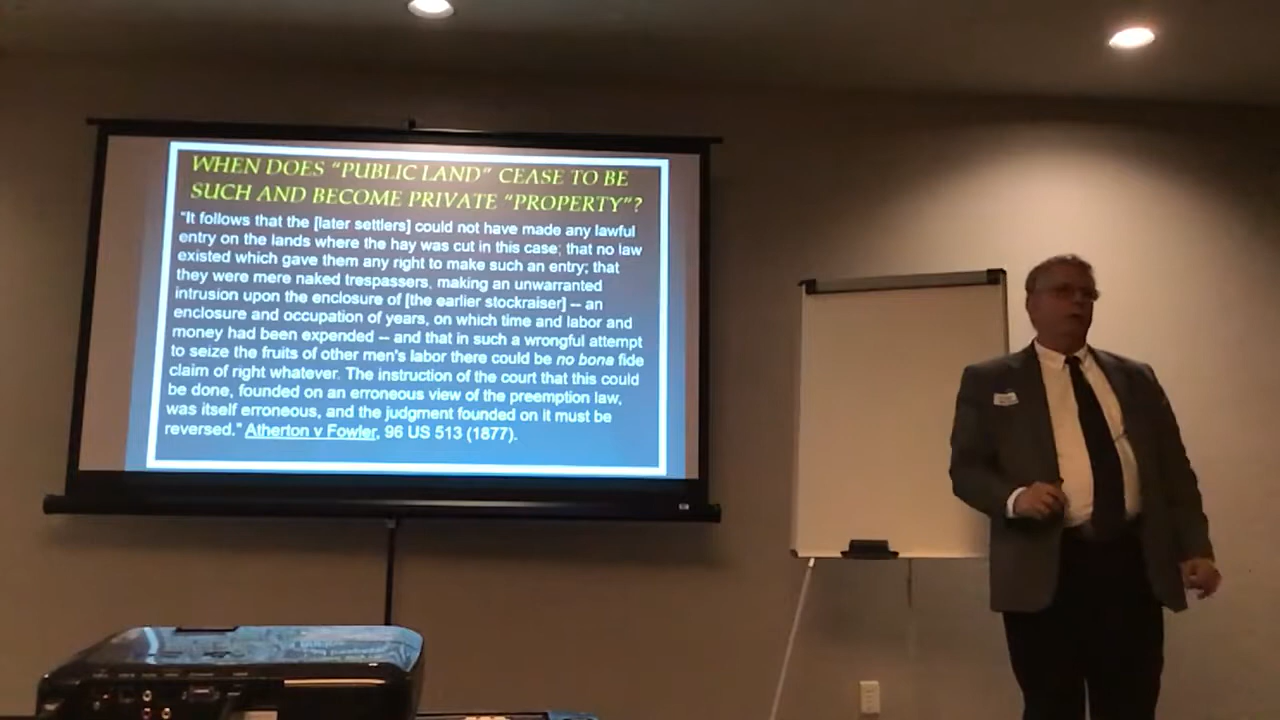 WHEN DOES “PUBLIC LAND” CEASE TO BE
SUCH AND BECOME PRIVATE “PROPERTY”?
“It follows that the [later settlers] could not have made any lawful
entry on the lands where the hay was cut in this case; that no law
existed which gave them any right to make such an entry; that
they were mere naked trespassers, making an unwarranted
intrusion upon the enclosure of [the earlier stockraiser] -- an
enclosure and occupation of years, on which time and labor and
money had been expended -- and that in such a wrongful attempt
to seize the fruits of other men's labor there could be no bona fide
claim of right whatever. The instruction of the court that this could
be done, founded on an erroneous view of the preemption law,
was itself erroneous, and the judgment founded on it must be
reversed.” Atherton v Fowler, 96 US 513 (1877).